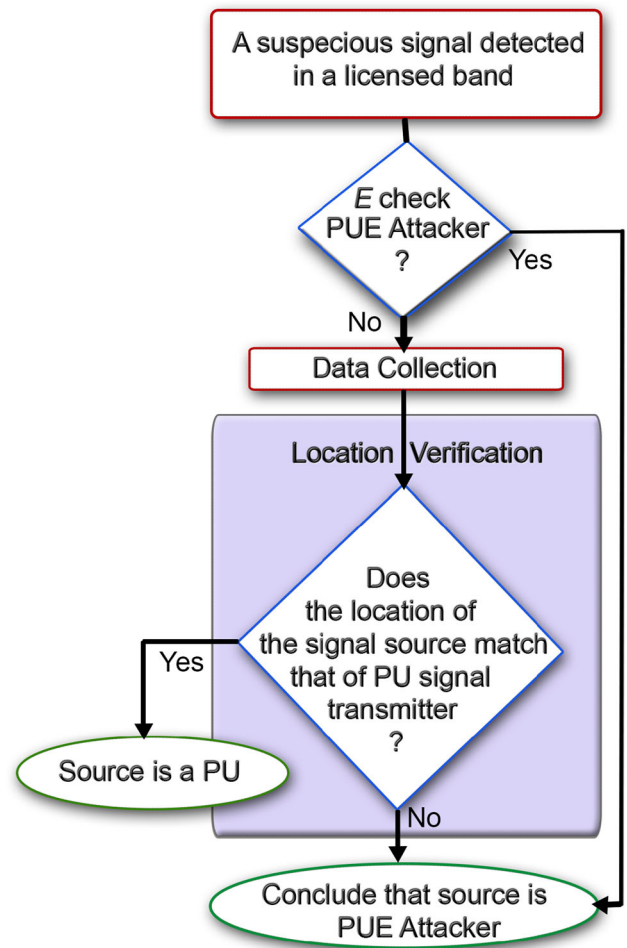 A suspecious signal detected
in a licensed band
E check
PUE Attacker
?
Yes
No
Data Collection
Location Verification
Does
the location of
the signal source match
that of PU signal
transmitter
?
Yes
Source is a PU
No
Conclude that source is
PUE Attacker